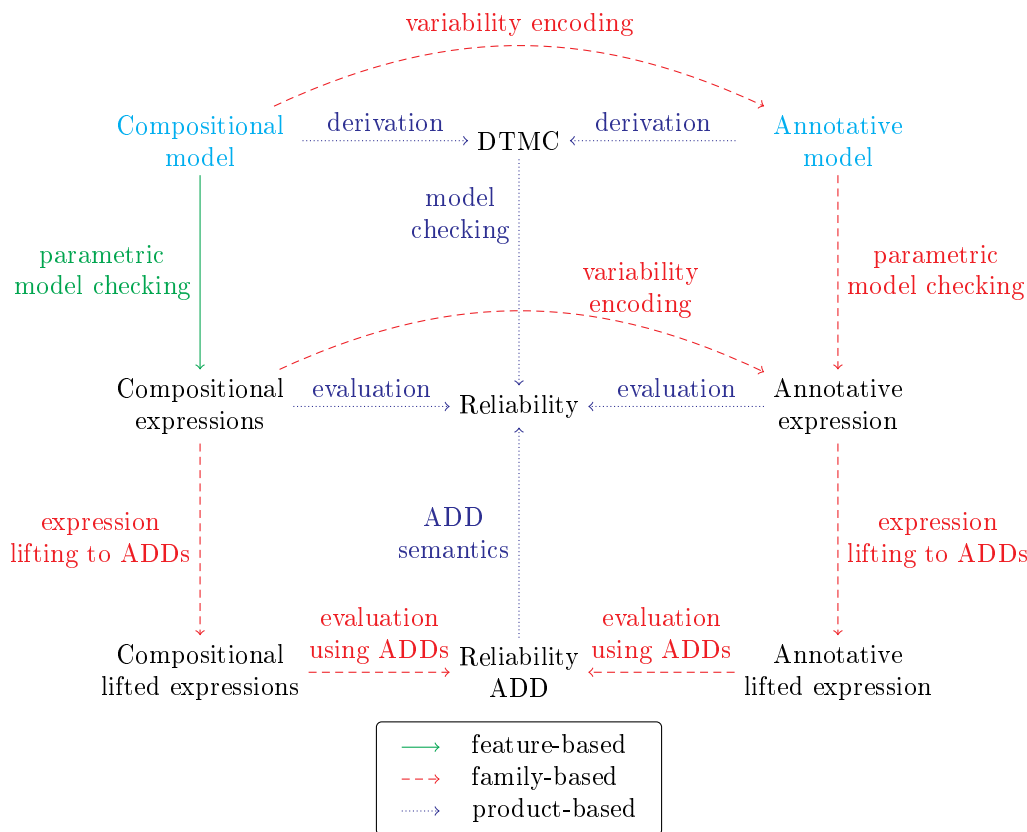 variability encoding
Compositional
model
derivation
DTMC
derivation
Annotative
model
model
checking
parametric
model checking
variability
encoding
parametric
model checking
Compositional
expressions
evaluation
Reliability
evaluation
Annotative
expression
expression
lifting to ADDs
ADD
semantics
expression
lifting to ADDs
Compositional
lifted expressions
evaluation
using ADDs
Reliability
ADD
evaluation
using ADDs
Annotative
lifted expression
feature-based
family-based
product-based